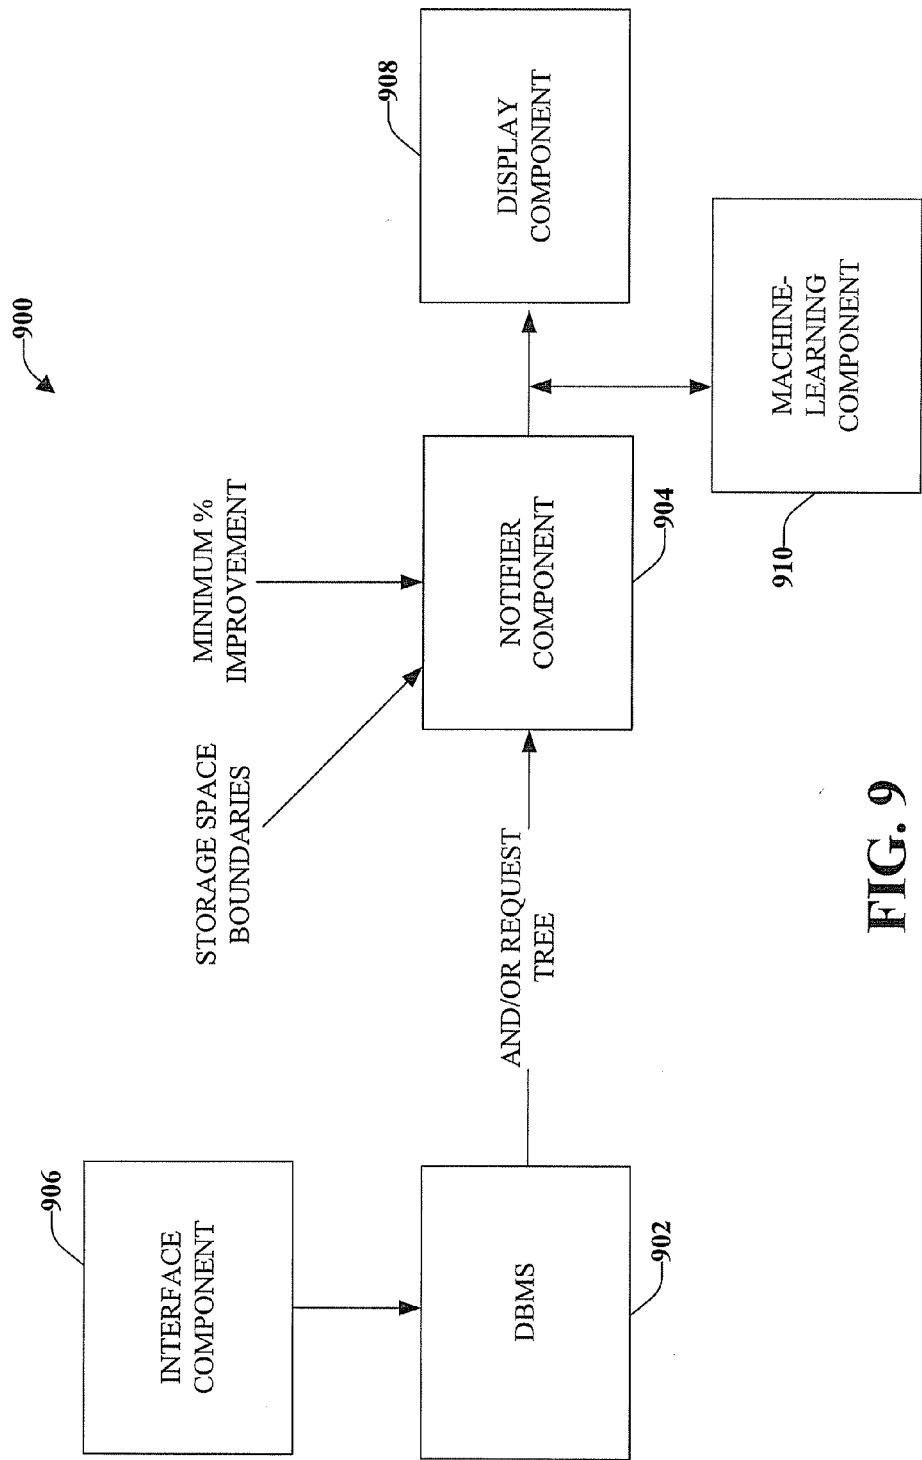 900
906
INTERFACE
COMPONENT
DBMS
902
AND/OR REQUEST
TREE
STORAGE SPACE
BOUNDARIES
MINIMUM %
IMPROVEMENT
NOTIFIER
COMPONENT
904
908
DISPLAY
COMPONENT
MACHINE-
LEARNING
COMPONENT
910
FIG. 9